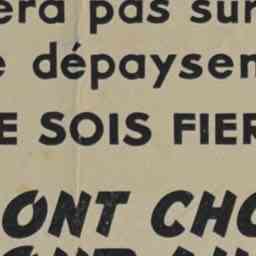 era pas sur
e dépaysen
E SOIS FIER
ONT CHO